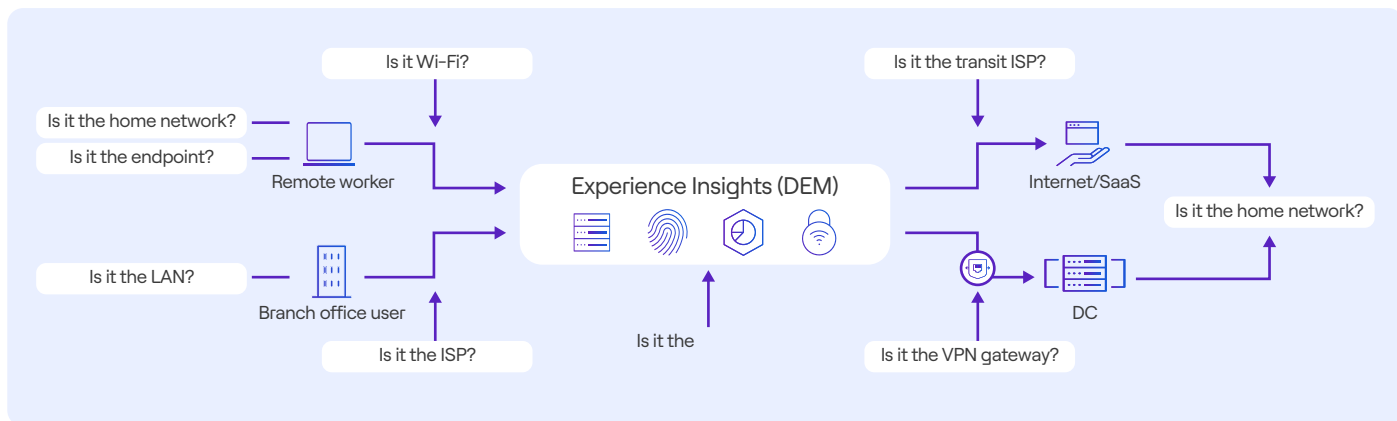 Is it Wi-Fi?
Is it the transit ISP?
Is it the home network?
Is it the endpoint?
Remote worker
Experience Insights (DEM)
Internet/SaaS
Is it the home network?
Is it the LAN?
Branch office user
DC
Is it the
Is it the ISP?
Is it the VPN gateway?